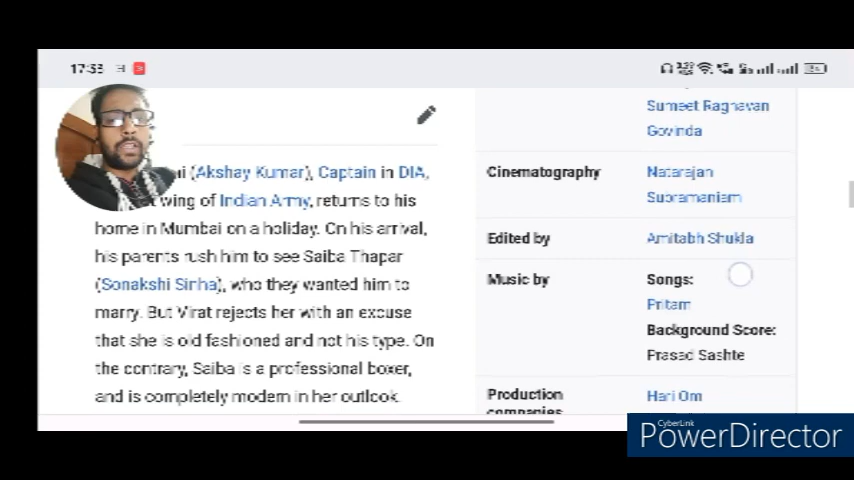 17:33
ai (Akshay Kumar), Captain in DIA,
t wing of Indian Army, returns to his
home in Mumbai on a holiday. On his arrival,
his parents rush him to see Saiba Thapar
(Sonakshi Sinha), who they wanted him to
marry. But Virat rejects her with an excuse
that she is old fashioned and not his type. On
the contrary, Saiba is a professional boxer,
and is completely modern in her outlook.
Sumeet Raghavan
Govinda
Cinematography
Natarajan
Subramaniam
Edited by
Amitabh Shukla
Music by
Songs:
Pritam
Background Score:
Prasad Sashte
Production
companies
Hari Om
CyberLink
PowerDirector